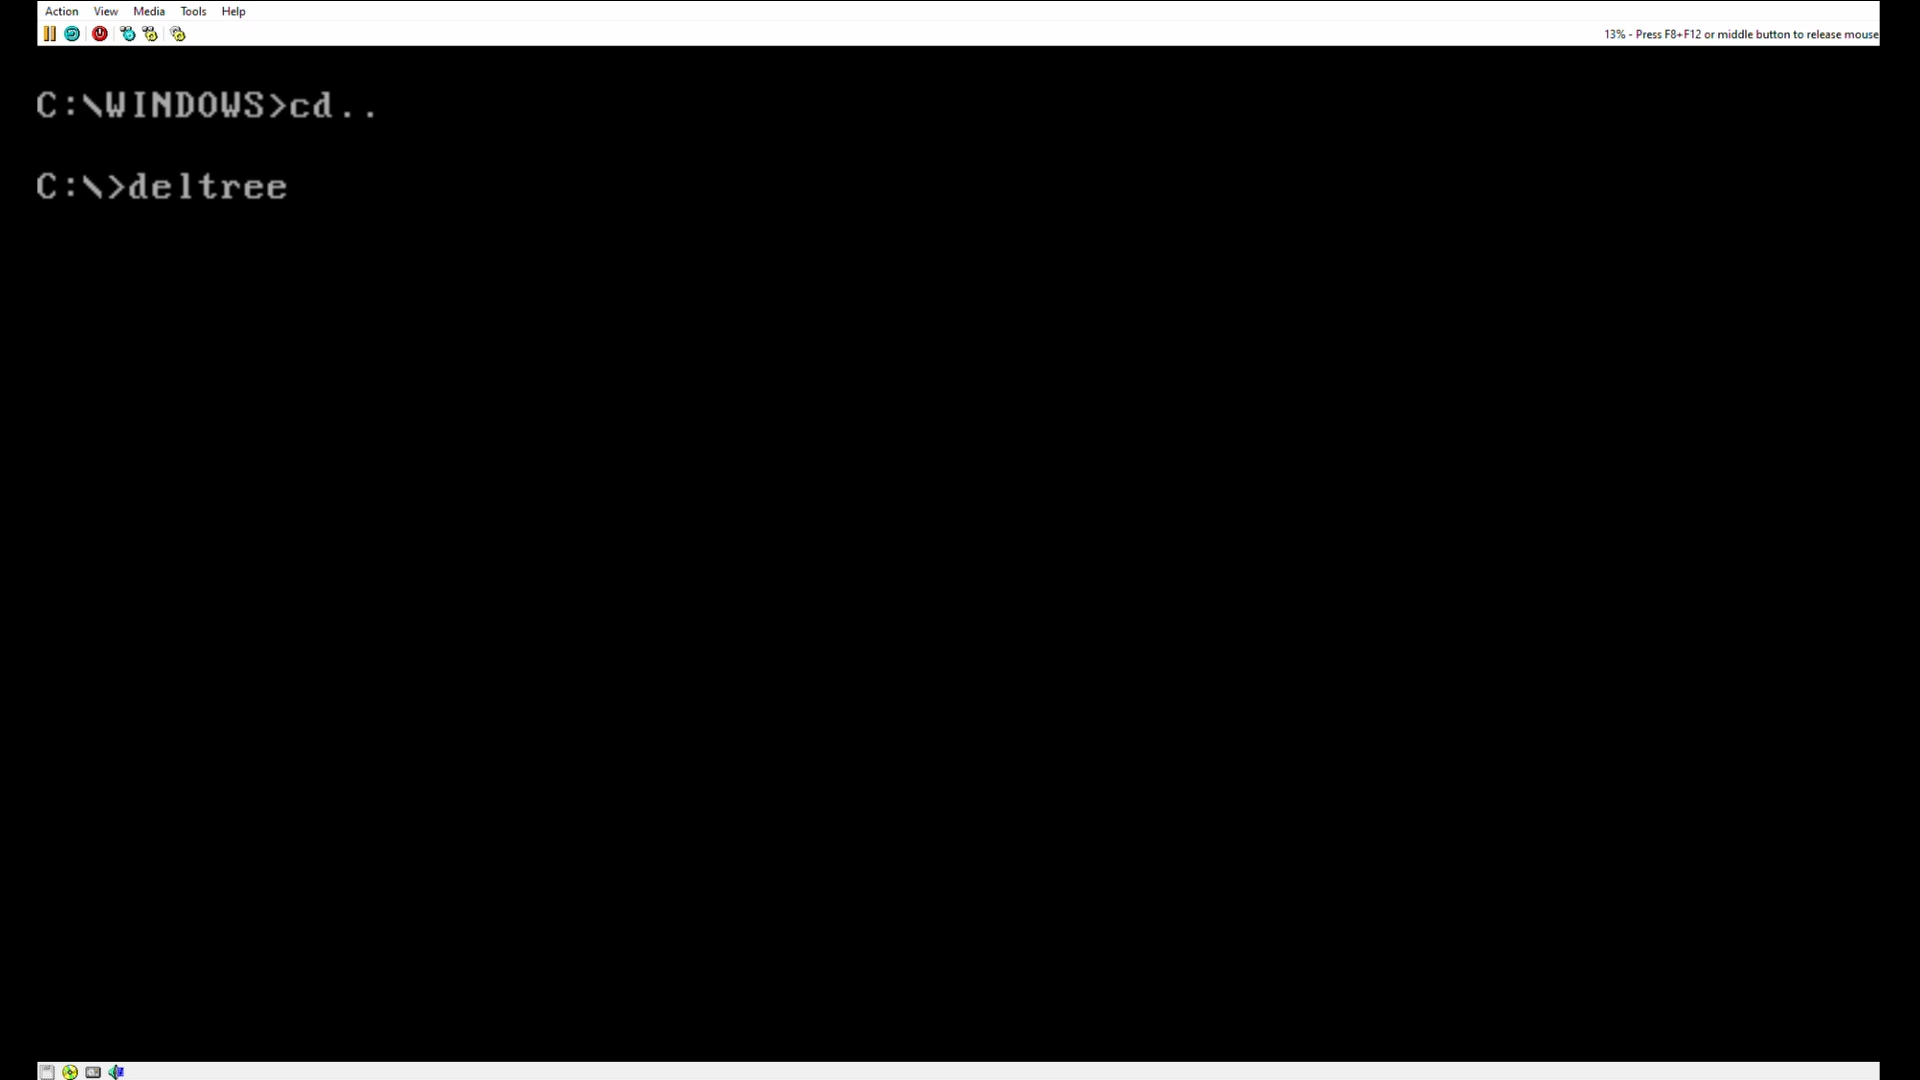 Action View Media Tools Help
13% - Press F8+F12 or middle button to release mouse
C:\WINDOWS>cd..
C:\>deltree